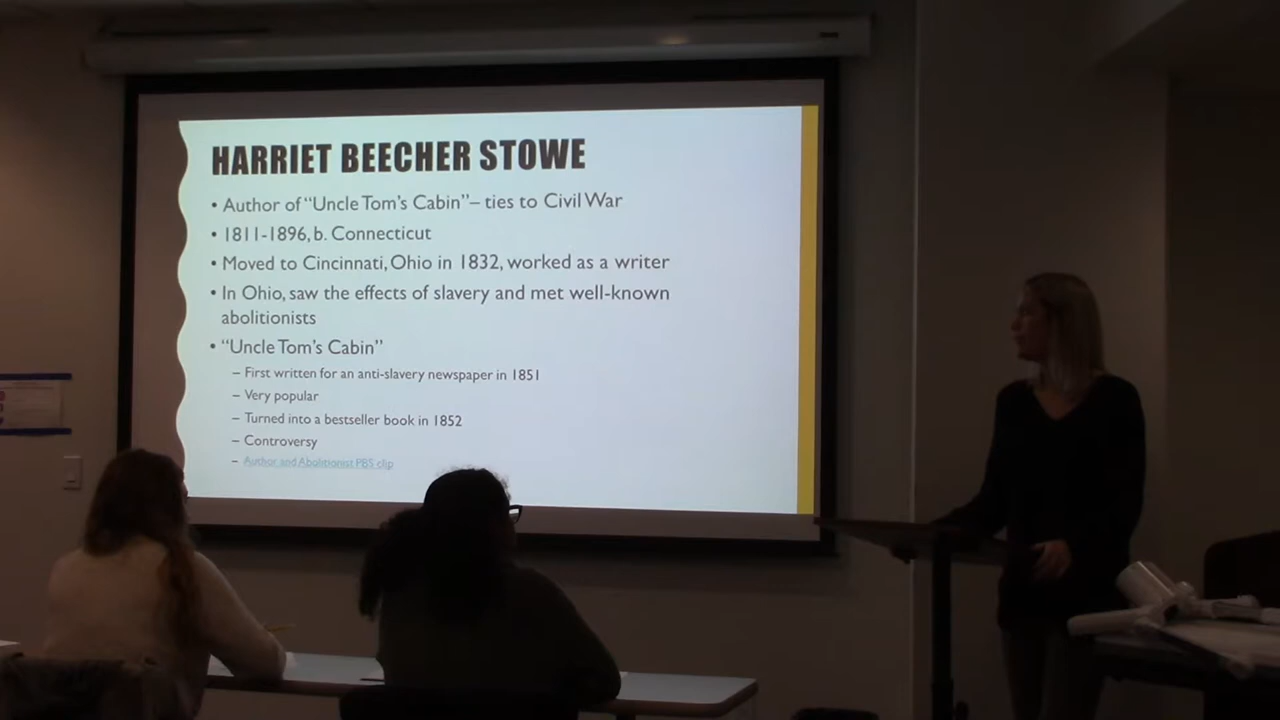 HARRIET BEECHER STOWE
• Author of "Uncle Tom's Cabin"– ties to Civil War
• 1811-1896, b. Connecticut
• Moved to Cincinnati, Ohio in 1832, worked as a writer
• In Ohio, saw the effects of slavery and met well-known
abolitionists
• "Uncle Tom's Cabin"
– First written for an anti-slavery newspaper in 1851
– Very popular
– Turned into a bestseller book in 1852
– Controversy
– Author and Abolitionist PBS clip